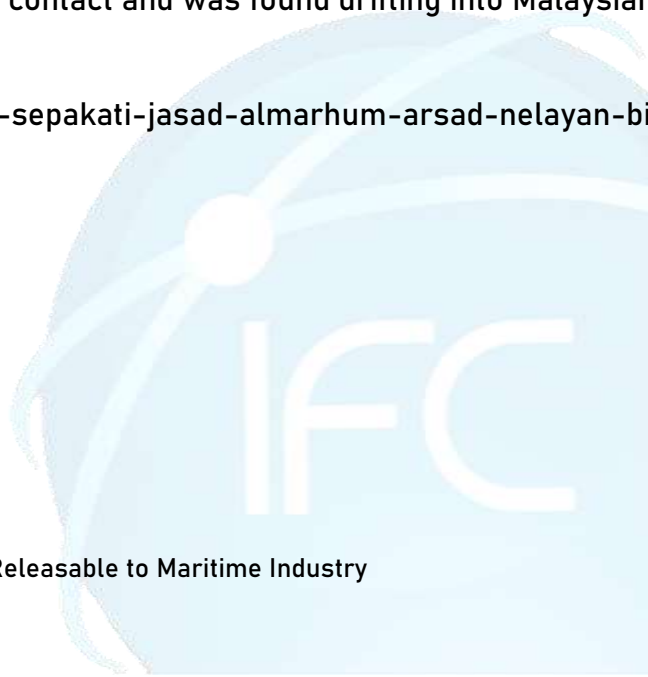 contact and was found drifting into Malaysian
-sepakati-jasad-almarhum-arsad-nelayan-bi
IFC
Releasable to Maritime Industry